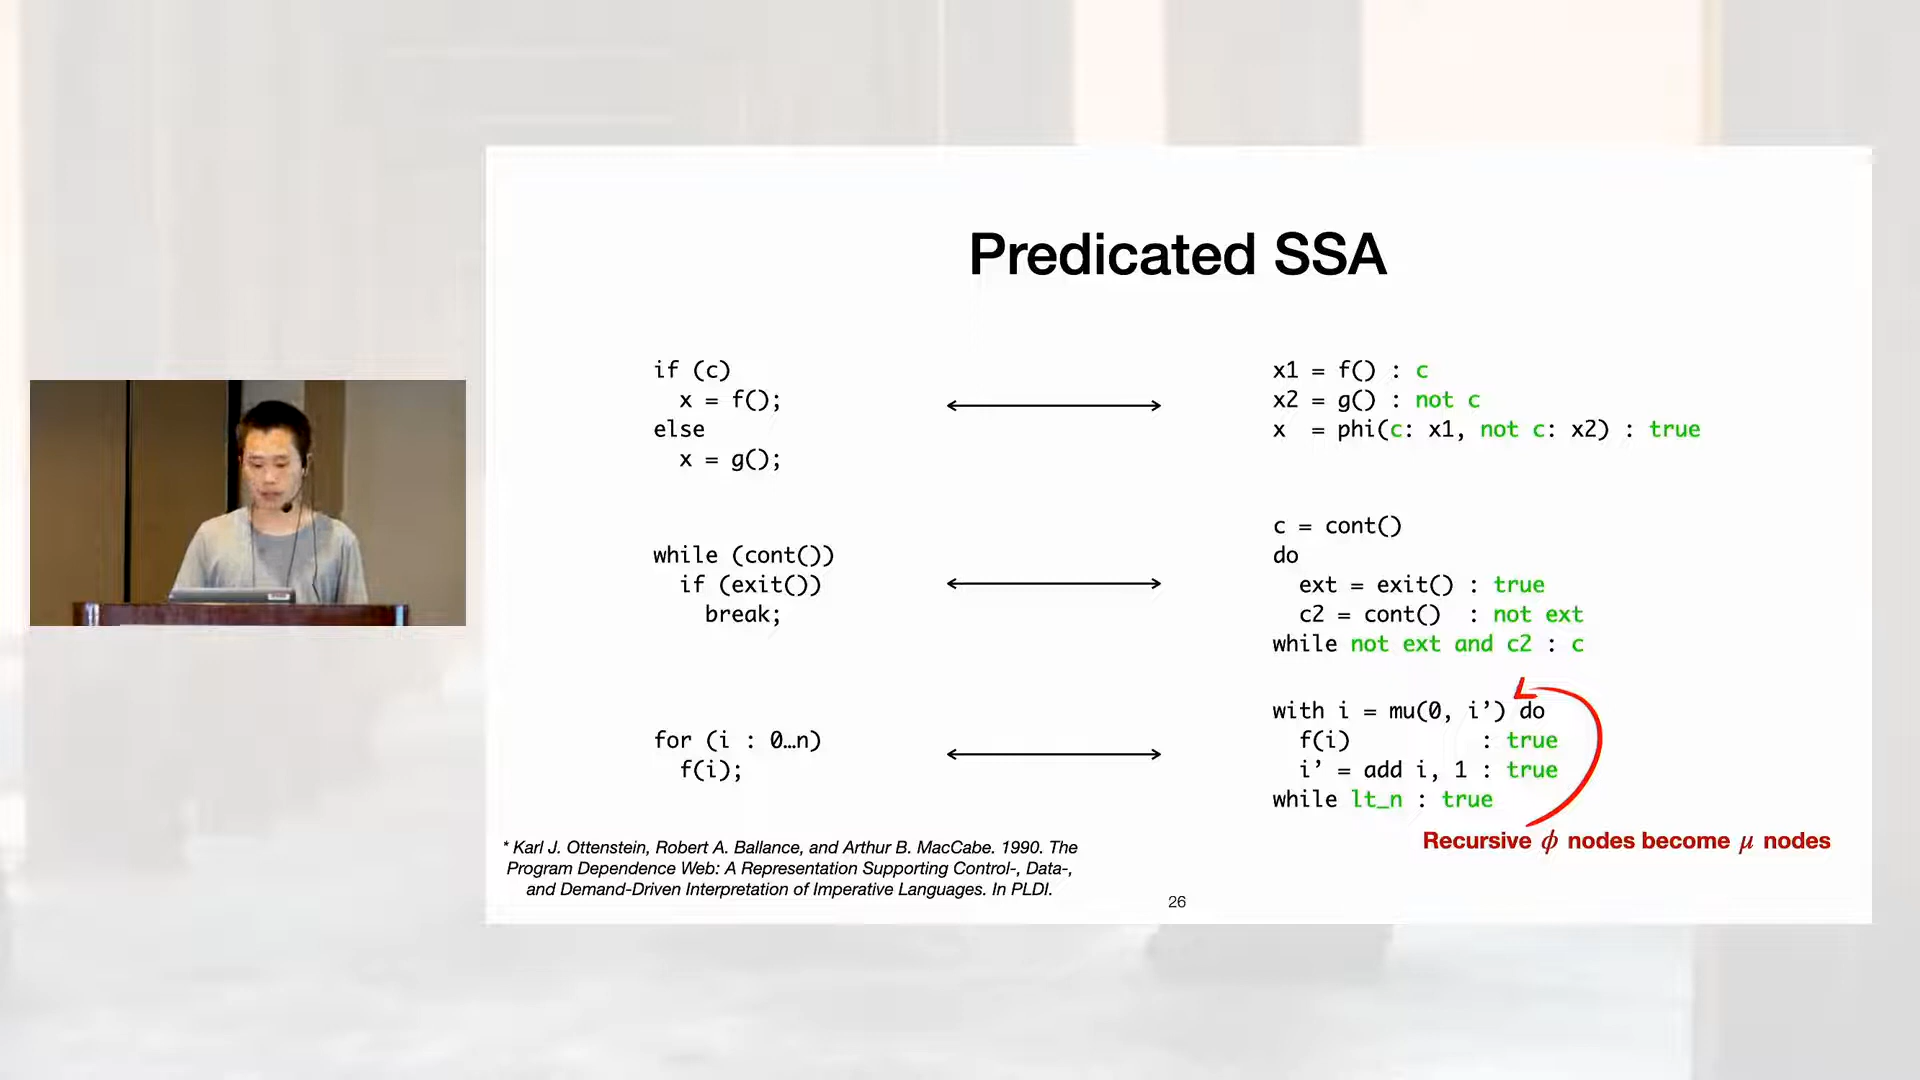 Predicated SSA
if (c)
  x = f();
else
  x = g();
x1 = f() : c
x2 = g() : not c
x  = phi(c: x1, not c: x2) : true
while (cont())
  if (exit())
    break;
c = cont()
do
  ext = exit() : true
  c2 = cont()  : not ext
while not ext and c2 : c
for (i : 0…n)
  f(i);
with i = mu(0, i’) do
  f(i)          : true
  i’ = add i, 1 : true
while lt_n : true
Recursive ϕ nodes become μ nodes
* Karl J. Ottenstein, Robert A. Ballance, and Arthur B. MacCabe. 1990. The
Program Dependence Web: A Representation Supporting Control-, Data-,
and Demand-Driven Interpretation of Imperative Languages. In PLDI.
26